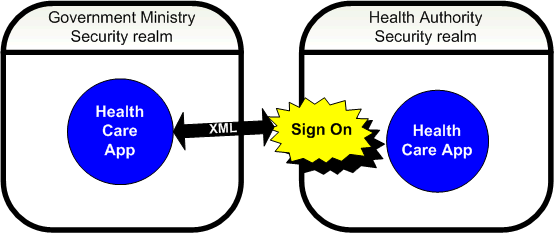 Government Ministry
Security realm
Health Authority
Security realm
Health
Care
App
XML
Sign On
Health
Care App